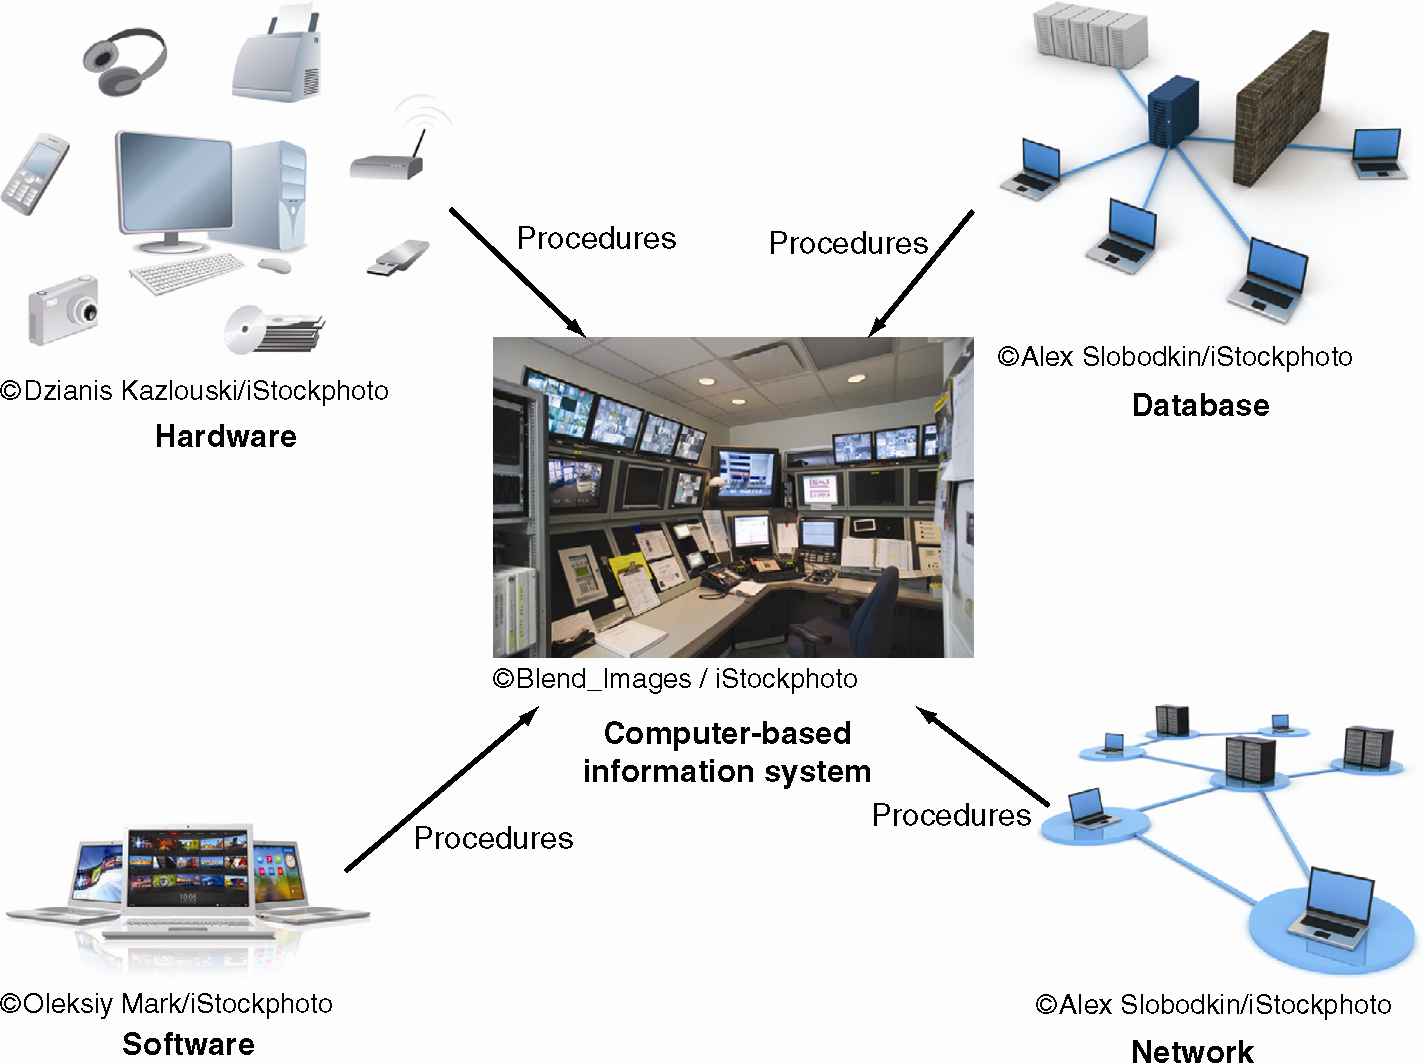 Procedures
Procedures
©Dzianis Kazlouski/iStockphoto
Hardware
©Alex Slobodkin/iStockphoto
Database
©Blend_Images / iStockphoto
Computer-based
information system
Procedures
Procedures
©Oleksiy Mark/iStockphoto
Software
©Alex Slobodkin/iStockphoto
Network